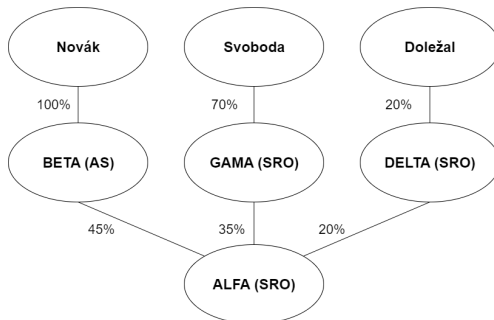 Novák
Svoboda
Doležal
100%
70%
20%
BETA (AS)
GAMA (SRO)
DELTA (SRO)
45%
35%
20%
ALFA (SRO)